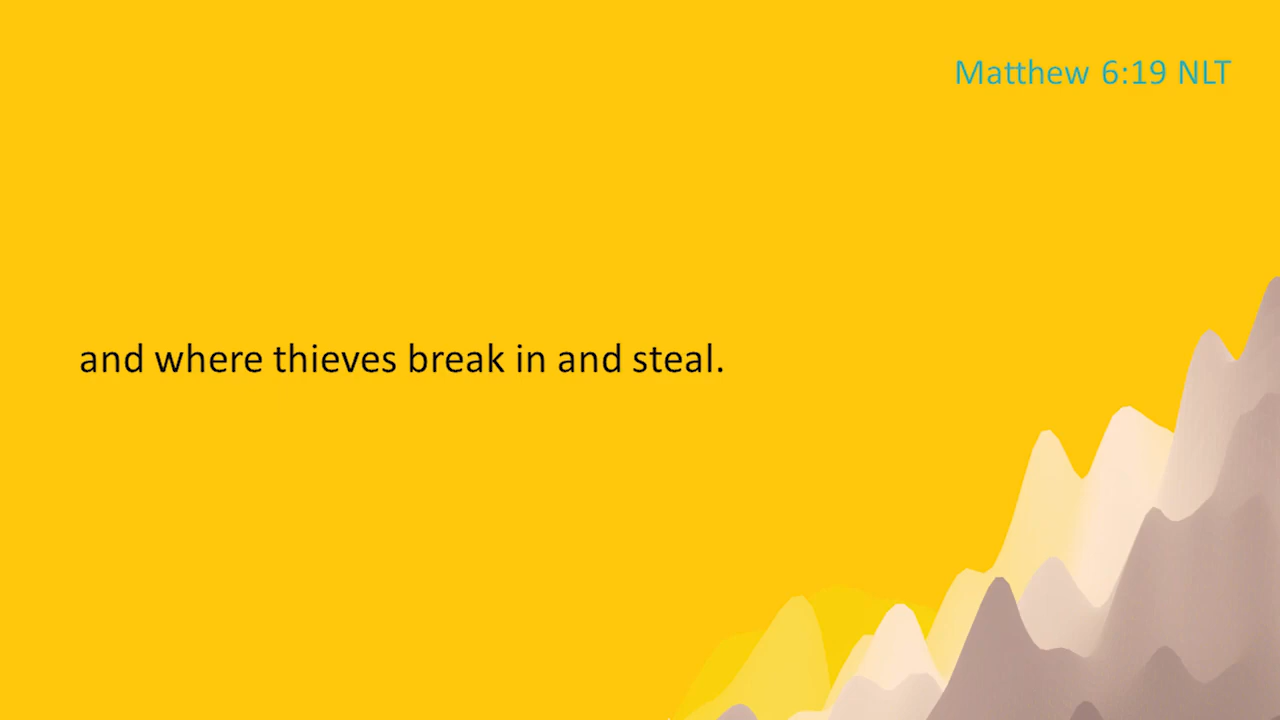 Matthew 6:19 NLT
and where thieves break in and steal.